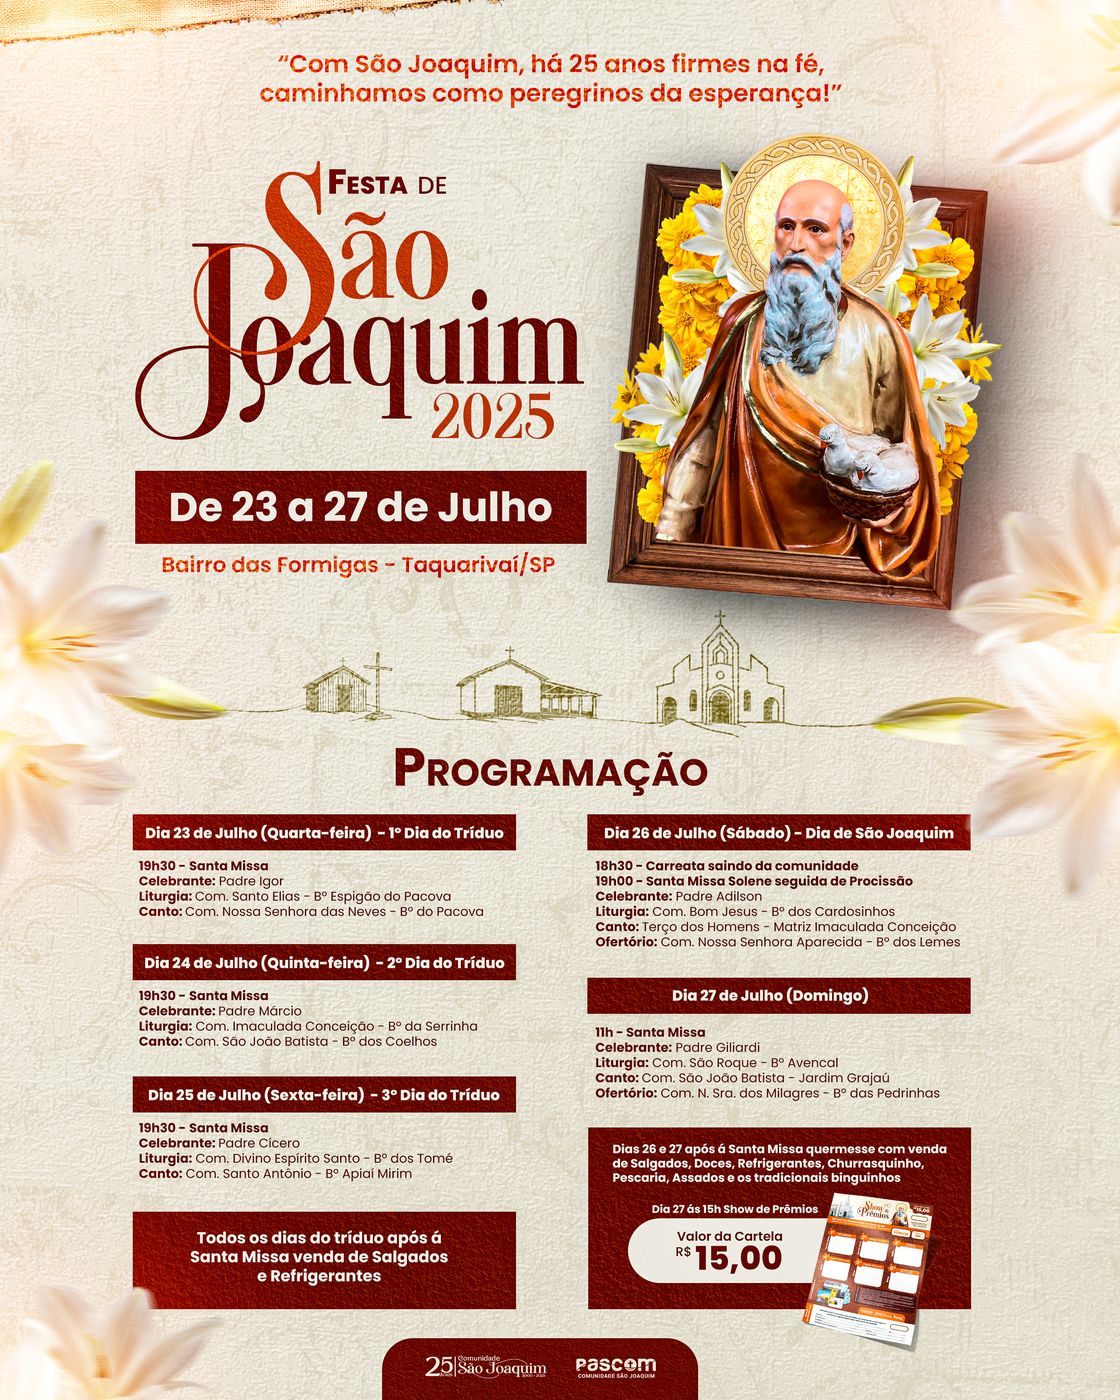 “Com São Joaquim, há 25 anos firmes na fé,
caminhamos como peregrinos da esperança!”
FESTA DE
São
Joaquim
2025
De 23 a 27 de Julho
Bairro das Formigas - Taquarivaí/SP
PROGRAMAÇÃO
Dia 23 de Julho (Quarta-feira) - 1º Dia do Tríduo
19h30 - Santa Missa
Celebrante: Padre Igor
Liturgia: Com. Santo Elias - Bº Espigão do Pacova
Canto: Com. Nossa Senhora das Neves - Bº do Pacova
Dia 24 de Julho (Quinta-feira) - 2º Dia do Tríduo
19h30 - Santa Missa
Celebrante: Padre Márcio
Liturgia: Com. Imaculada Conceição - Bº da Serrinha
Canto: Com. São João Batista - Bº dos Coelhos
Dia 25 de Julho (Sexta-feira) - 3º Dia do Tríduo
19h30 - Santa Missa
Celebrante: Padre Cícero
Liturgia: Com. Divino Espírito Santo - Bº dos Tomé
Canto: Com. Santo Antônio - Bº Apiaí Mirim
Todos os dias do tríduo após á
Santa Missa venda de Salgados
e Refrigerantes
Dia 26 de Julho (Sábado) - Dia de São Joaquim
18h30 - Carreata saindo da comunidade
19h00 - Santa Missa Solene seguida de Procissão
Celebrante: Padre Adilson
Liturgia: Com. Bom Jesus - Bº dos Cardosinhos
Canto: Terço dos Homens - Matriz Imaculada Conceição
Ofertório: Com. Nossa Senhora Aparecida - Bº dos Lemes
Dia 27 de Julho (Domingo)
11h - Santa Missa
Celebrante: Padre Giliardi
Liturgia: Com. São Roque - Bº Avencal
Canto: Com. São João Batista - Jardim Grajaú
Ofertório: Com. N. Sra. dos Milagres - Bº das Pedrinhas
Dias 26 e 27 após á Santa Missa quermesse com venda
de Salgados, Doces, Refrigerantes, Churrasquinho,
Pescaria, Assados e os tradicionais binguinhos
Dia 27 ás 15h Show de Prêmios
Valor da Cartela
R$ 15,00
Show de
Prêmios
15,00
25 anos Comunidade
São Joaquim
2000 - 2025
PASCOM
COMUNIDADE SÃO JOAQUIM